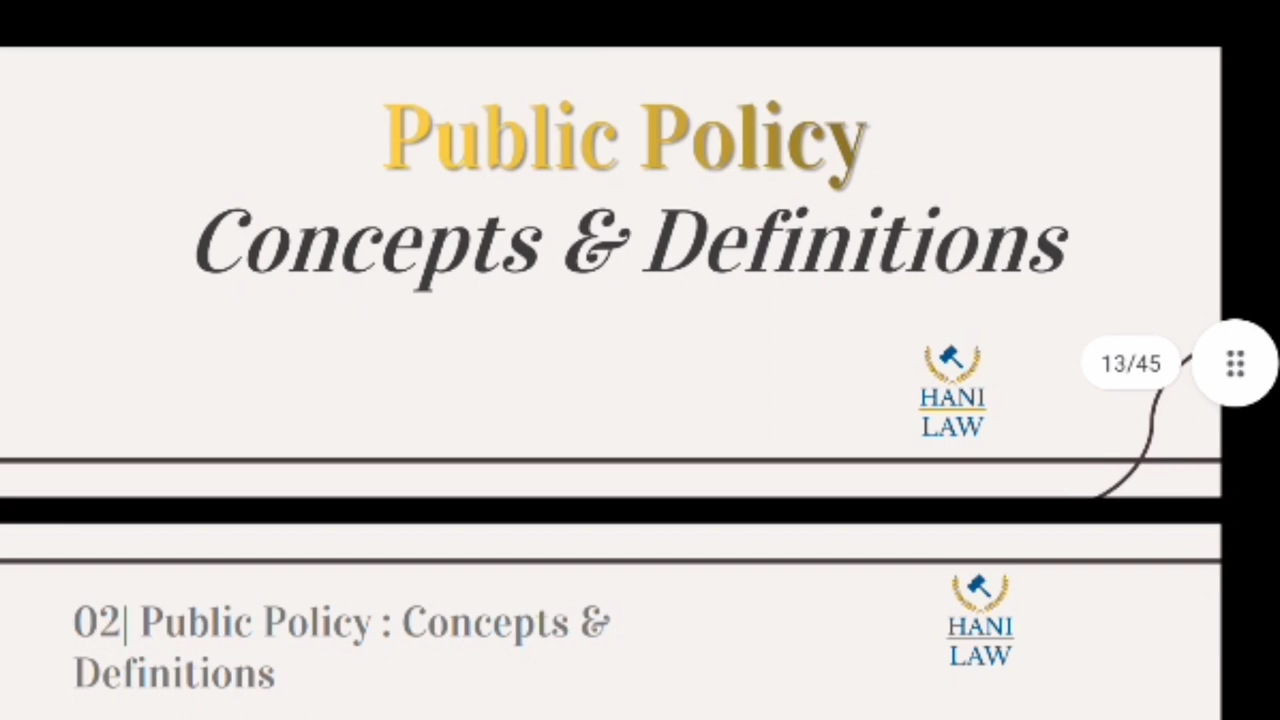 Public Policy
Concepts & Definitions
HANI
LAW
13/45
02| Public Policy : Concepts &
Definitions
HANI
LAW